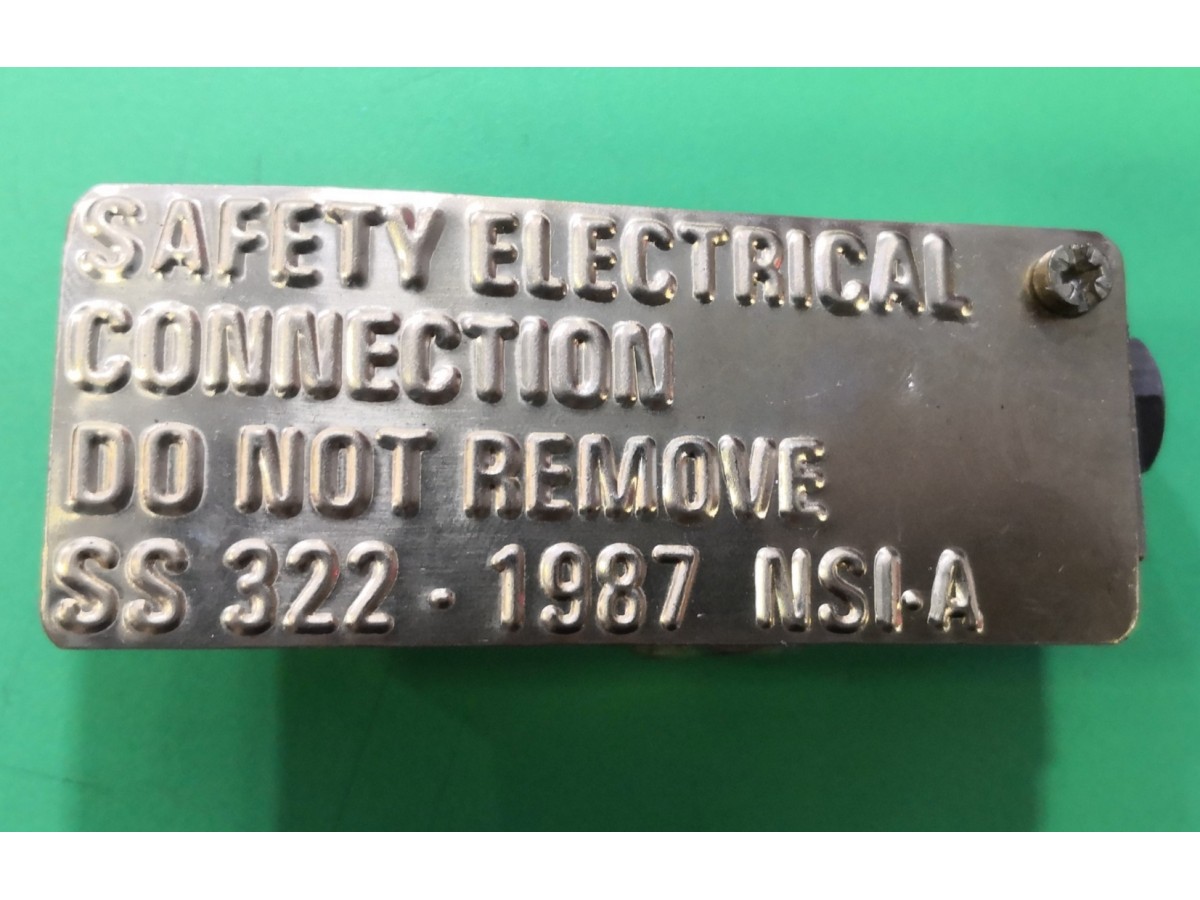 SAFETY ELECTRICAL
CONNECTION
DO NOT REMOVE
SS 322 · 1987 NSI-A